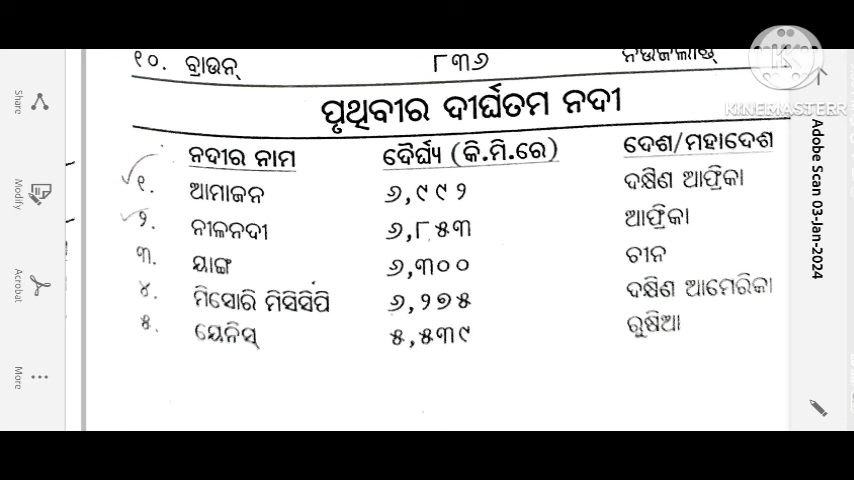 ୧୦. ବ୍ରାଉନ୍ ୮୩୬ ନିଉଜିଲାଣ୍ଡ
ପୃଥିବୀର ଦୀର୍ଘତମ ନଦୀ
ନଦୀର ନାମ ଦୈର୍ଘ୍ୟ (କି.ମି.ରେ) ଦେଶ/ମହାଦେଶ
୧. ଆମାଜନ ୬,୯୯୨ ଦକ୍ଷିଣ ଆଫ୍ରିକା
୨. ନୀଳନଦୀ ୬,୮୫୩ ଆଫ୍ରିକା
୩. ୟାଙ୍ଗ ୬,୩୦୦ ଚୀନ
୪. ମିସୋରି ମିସିସିପି ୬,୨୭୫ ଦକ୍ଷିଣ ଆମେରିକା
୫. ୟେନିସ୍ ୫,୫୩୯ ରୁଷିଆ
Share
Modify
Acrobat
More
Adobe Scan 03-Jan-2024
K
KINEMASTER